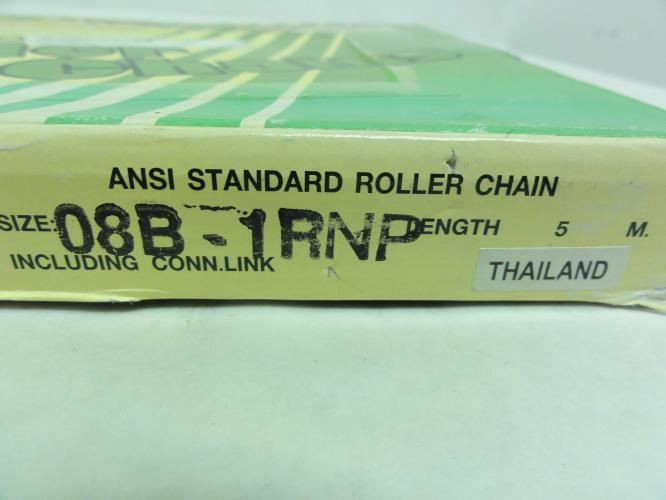 ANSI STANDARD ROLLER CHAIN
SIZE: 08B-1RNP LENGTH 5 M.
INCLUDING CONN.LINK
THAILAND